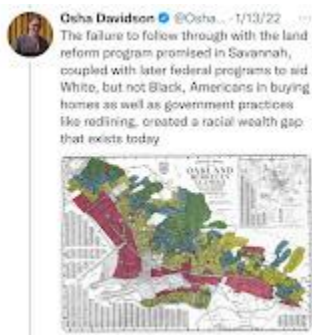 Osha Davidson @Osha... · 1/13/22 ...
The failure to follow through with the land
reform program promised in Savannah,
coupled with later federal programs to aid
White, but not Black, Americans in buying
homes as well as government practices
like redlining, created a racial wealth gap
that exists today
OAKLAND
BERKELEY